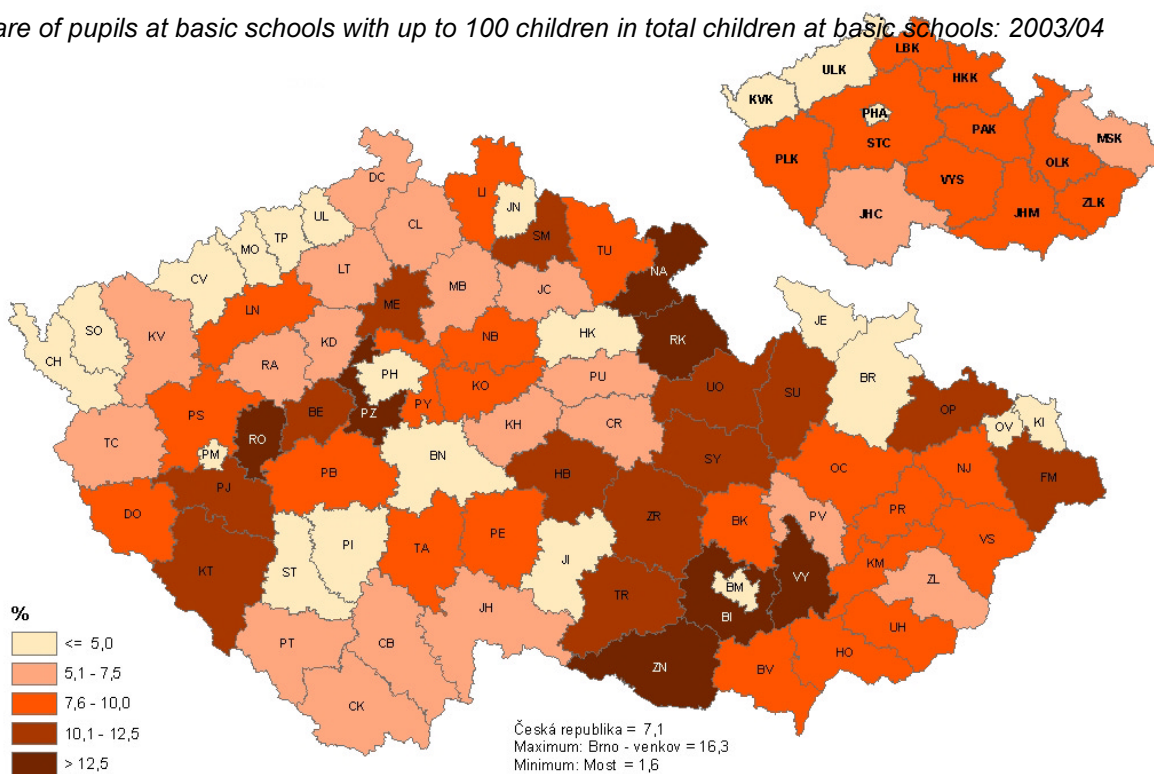 are of pupils at basic schools with up to 100 children in total children at basic schools: 2003/04
LBK
ULK
HKK
KVK
PHA
PAK
MSK
STC
PLK
OLK
VYS
ZLK
JHC
JHM
DC
LI
JN
UL
TP
CL
SM
TU
MO
NA
CV
LT
MB
JC
LN
ME
JE
SO
KV
KD
NB
HK
RK
CH
RA
PH
PU
BR
KO
UO
SU
PS
BE
PZ
PY
OP
TC
RO
KH
CR
OV
KI
PM
BN
SY
PB
HB
OC
NJ
FM
PJ
DO
ZR
BK
PV
PR
PI
TA
PE
VS
ST
JI
KM
KT
BM
VY
ZL
TR
JH
BI
UH
PT
CB
HO
ZN
BV
CK
%
<= 5,0
5,1 - 7,5
7,6 - 10,0
10,1 - 12,5
> 12,5
Česká republika = 7,1
Maximum: Brno - venkov = 16,3
Minimum: Most = 1,6